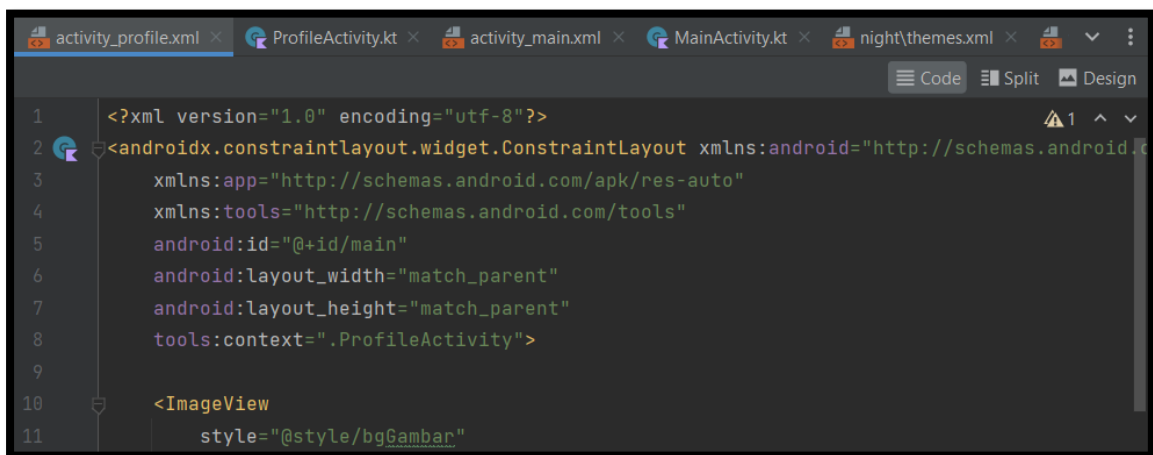 activity_profile.xml ProfileActivity.kt activity_main.xml MainActivity.kt night\themes.xml
Code Split Design
1 <?xml version="1.0" encoding="utf-8"?> 1
2 <androidx.constraintlayout.widget.ConstraintLayout xmlns:android="http://schemas.android.
3 xmlns:app="http://schemas.android.com/apk/res-auto"
4 xmlns:tools="http://schemas.android.com/tools"
5 android:id="@+id/main"
6 android:layout_width="match_parent"
7 android:layout_height="match_parent"
8 tools:context=".ProfileActivity">
9
10 <ImageView
11 style="@style/bgGambar"